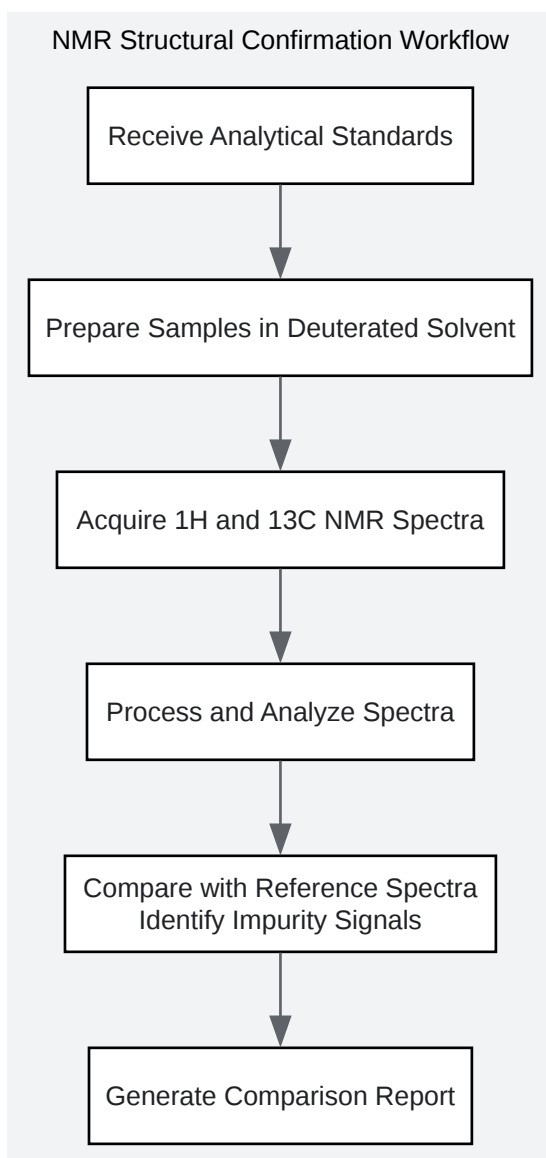 NMR Structural Confirmation Workflow
Receive Analytical Standards
Prepare Samples in Deuterated Solvent
Acquire 1H and 13C NMR Spectra
Process and Analyze Spectra
Compare with Reference Spectra
Identify Impurity Signals
Generate Comparison Report